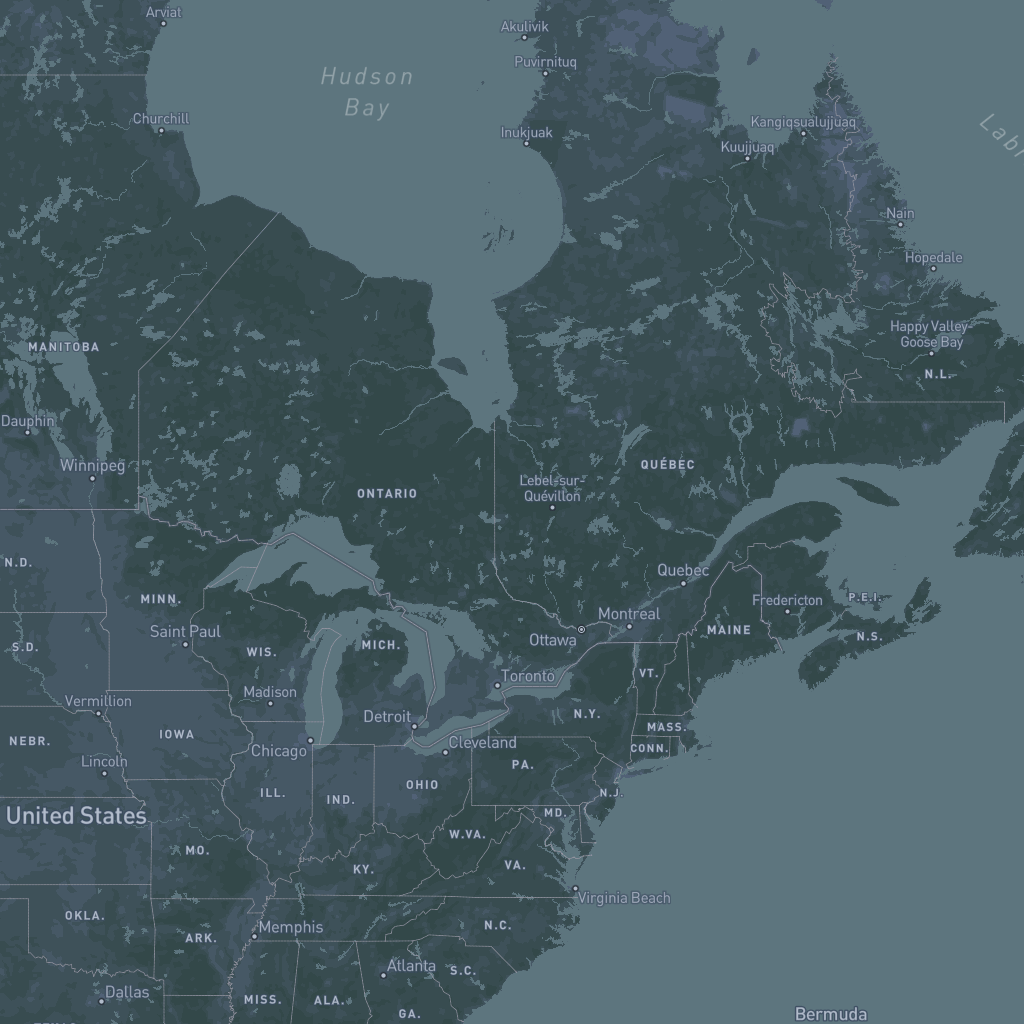 Arviat
Akulivik
Hudson
Bay
Puvirnituq
Churchill
Inukjuak
Kangiqsualujjuaq
Labr
Kuujjuaq
Nain
Hopedale
Happy Valley-
Goose Bay
MANITOBA
N.L.
Dauphin
Winnipeg
QUÉBEC
Lebel-sur-
Quévillon
ONTARIO
N.D.
Quebec
MINN.
Fredericton
P.E.I.
Montreal
Saint Paul
Ottawa
MAINE
N.S.
S.D.
WIS.
MICH.
VT.
Toronto
Madison
Vermillion
Detroit
N.Y.
MASS.
NEBR.
IOWA
Chicago
Cleveland
CONN.
Lincoln
PA.
OHIO
ILL.
IND.
N.J.
United States
MD.
W.VA.
MO.
KY.
VA.
Virginia Beach
OKLA.
Memphis
N.C.
ARK.
Atlanta
S.C.
Dallas
MISS.
ALA.
GA.
Bermuda